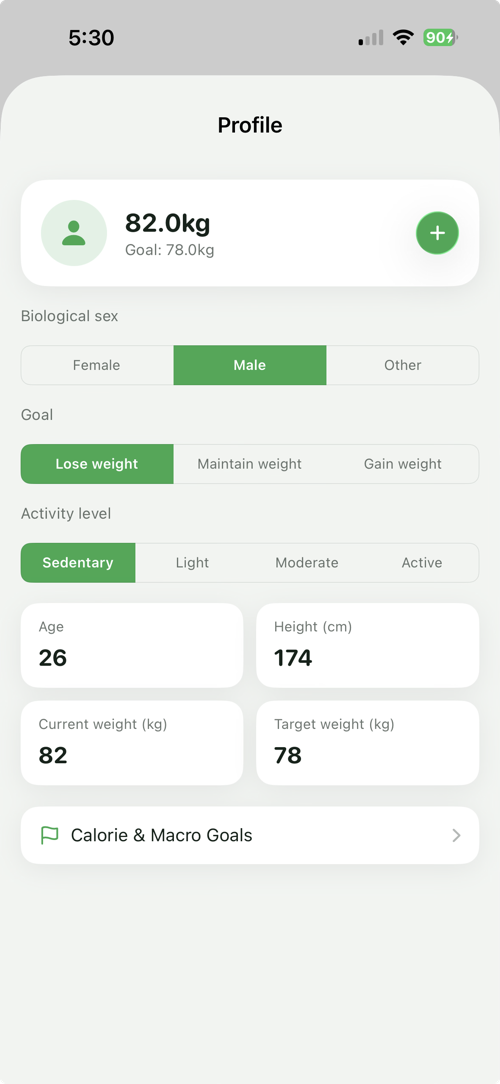 5:30
90
Profile
82.0kg
Goal: 78.0kg
Biological sex
Female Male Other
Goal
Lose weight Maintain weight Gain weight
Activity level
Sedentary Light Moderate Active
Age Height (cm)
26 174
Current weight (kg) Target weight (kg)
82 78
Calorie & Macro Goals